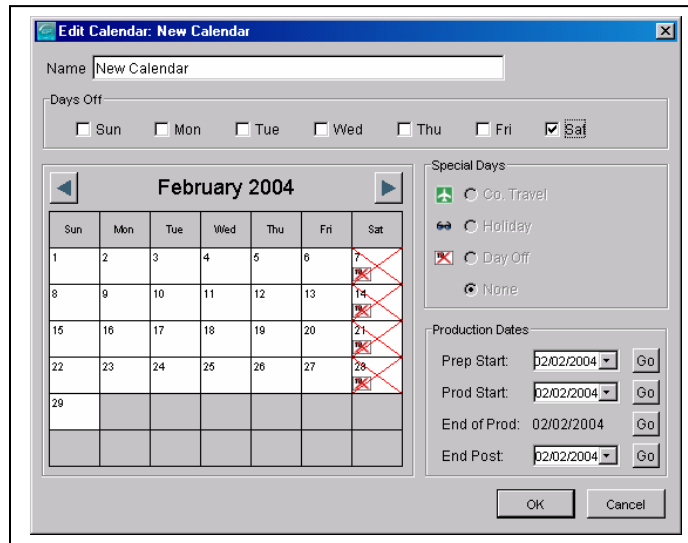 Edit Calendar: New Calendar
Name New Calendar
Days Off
Sun Mon Tue Wed Thu Fri Sat
February 2004
Sun Mon Tue Wed Thu Fri Sat
1 2 3 4 5 6 7
8 9 10 11 12 13 14
15 16 17 18 19 20 21
22 23 24 25 26 27 28
29
Special Days
Co. Travel
Holiday
Day Off
None
Production Dates
Prep Start: 02/02/2004 Go
Prod Start: 02/02/2004 Go
End of Prod: 02/02/2004 Go
End Post: 02/02/2004 Go
OK Cancel